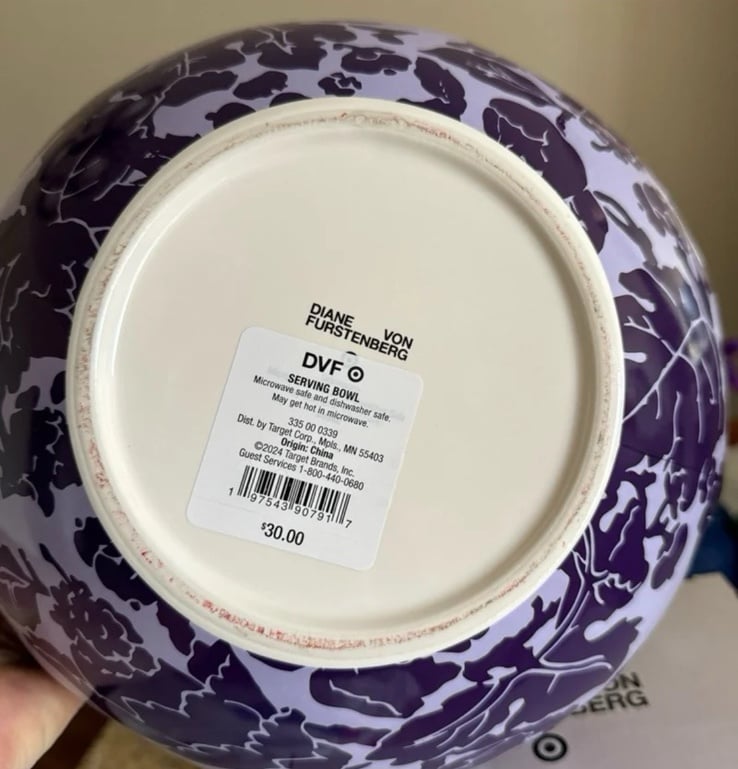 DIANE VON
FURSTENBERG
DVF
SERVING BOWL
Microwave safe and dishwasher safe.
May get hot in microwave.
335 00 0339
Dist. by Target Corp., Mpls., MN 55403
Origin: China
©2024 Target Brands, Inc.
Guest Services 1-800-440-0680
1 97543 90791 7
$30.00
ON
BERG